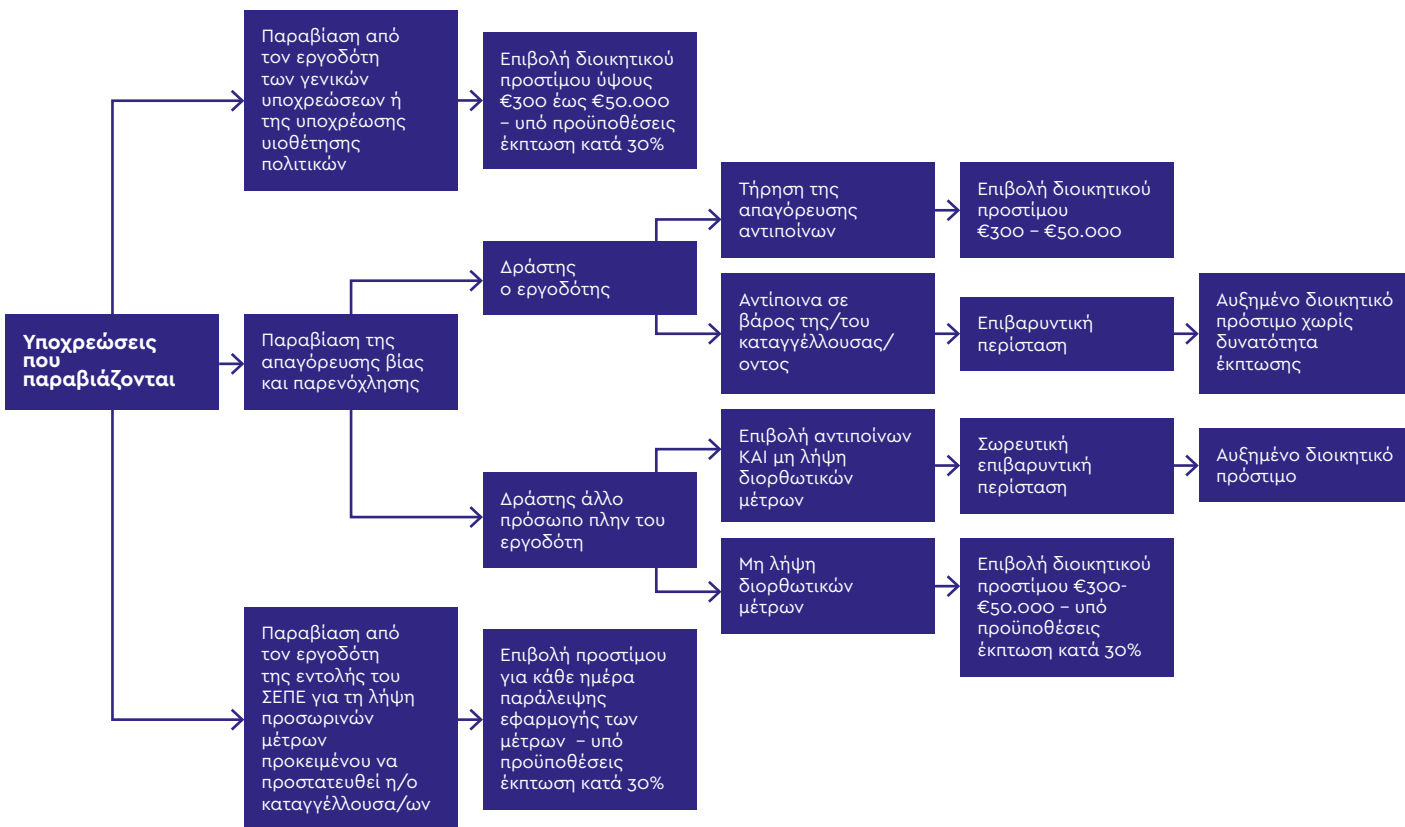 Παραβίαση από
τον εργοδότη
των γενικών
υποχρεώσεων ή
της υποχρέωσης
υιοθέτησης
πολιτικών
Επιβολή διοικητικού
προστίμου ύψους
€300 έως €50.000
– υπό προϋποθέσεις
έκπτωση κατά 30%
Υποχρεώσεις
που
παραβιάζονται
Παραβίαση της
απαγόρευσης βίας
και παρενόχλησης
Δράστης
ο εργοδότης
Τήρηση της
απαγόρευσης
αντιποίνων
Επιβολή διοικητικού
προστίμου
€300 – €50.000
Αντίποινα σε
βάρος της/του
καταγγέλλουσας/
οντος
Επιβαρυντική
περίσταση
Αυξημένο διοικητικό
πρόστιμο χωρίς
δυνατότητα
έκπτωσης
Δράστης άλλο
πρόσωπο πλην του
εργοδότη
Επιβολή αντιποίνων
ΚΑΙ μη λήψη
διορθωτικών
μέτρων
Σωρευτική
επιβαρυντική
περίσταση
Αυξημένο διοικητικό
πρόστιμο
Μη λήψη
διορθωτικών
μέτρων
Επιβολή διοικητικού
προστίμου €300-
€50.000 – υπό
προϋποθέσεις
έκπτωση κατά 30%
Παραβίαση από
τον εργοδότη
της εντολής του
ΣΕΠΕ για τη λήψη
προσωρινών
μέτρων
προκειμένου να
προστατευθεί η/ο
καταγγέλλουσα/ων
Επιβολή προστίμου
για κάθε ημέρα
παράλειψης
εφαρμογής των
μέτρων – υπό
προϋποθέσεις
έκπτωση κατά 30%